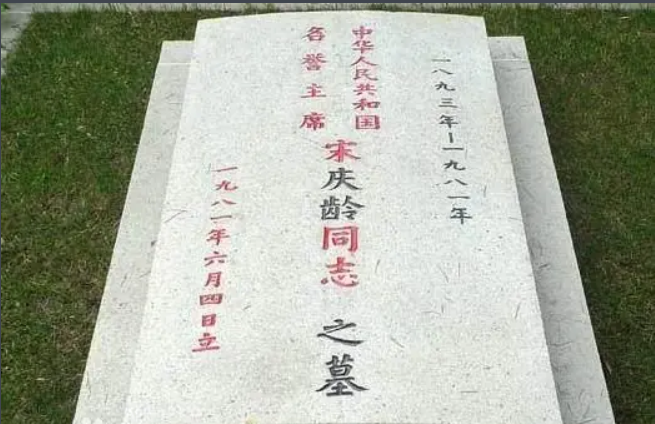 一八九三年—一九八一年
中华人民共和国
名誉主席
宋庆龄同志之墓
一九八一年六月四日立